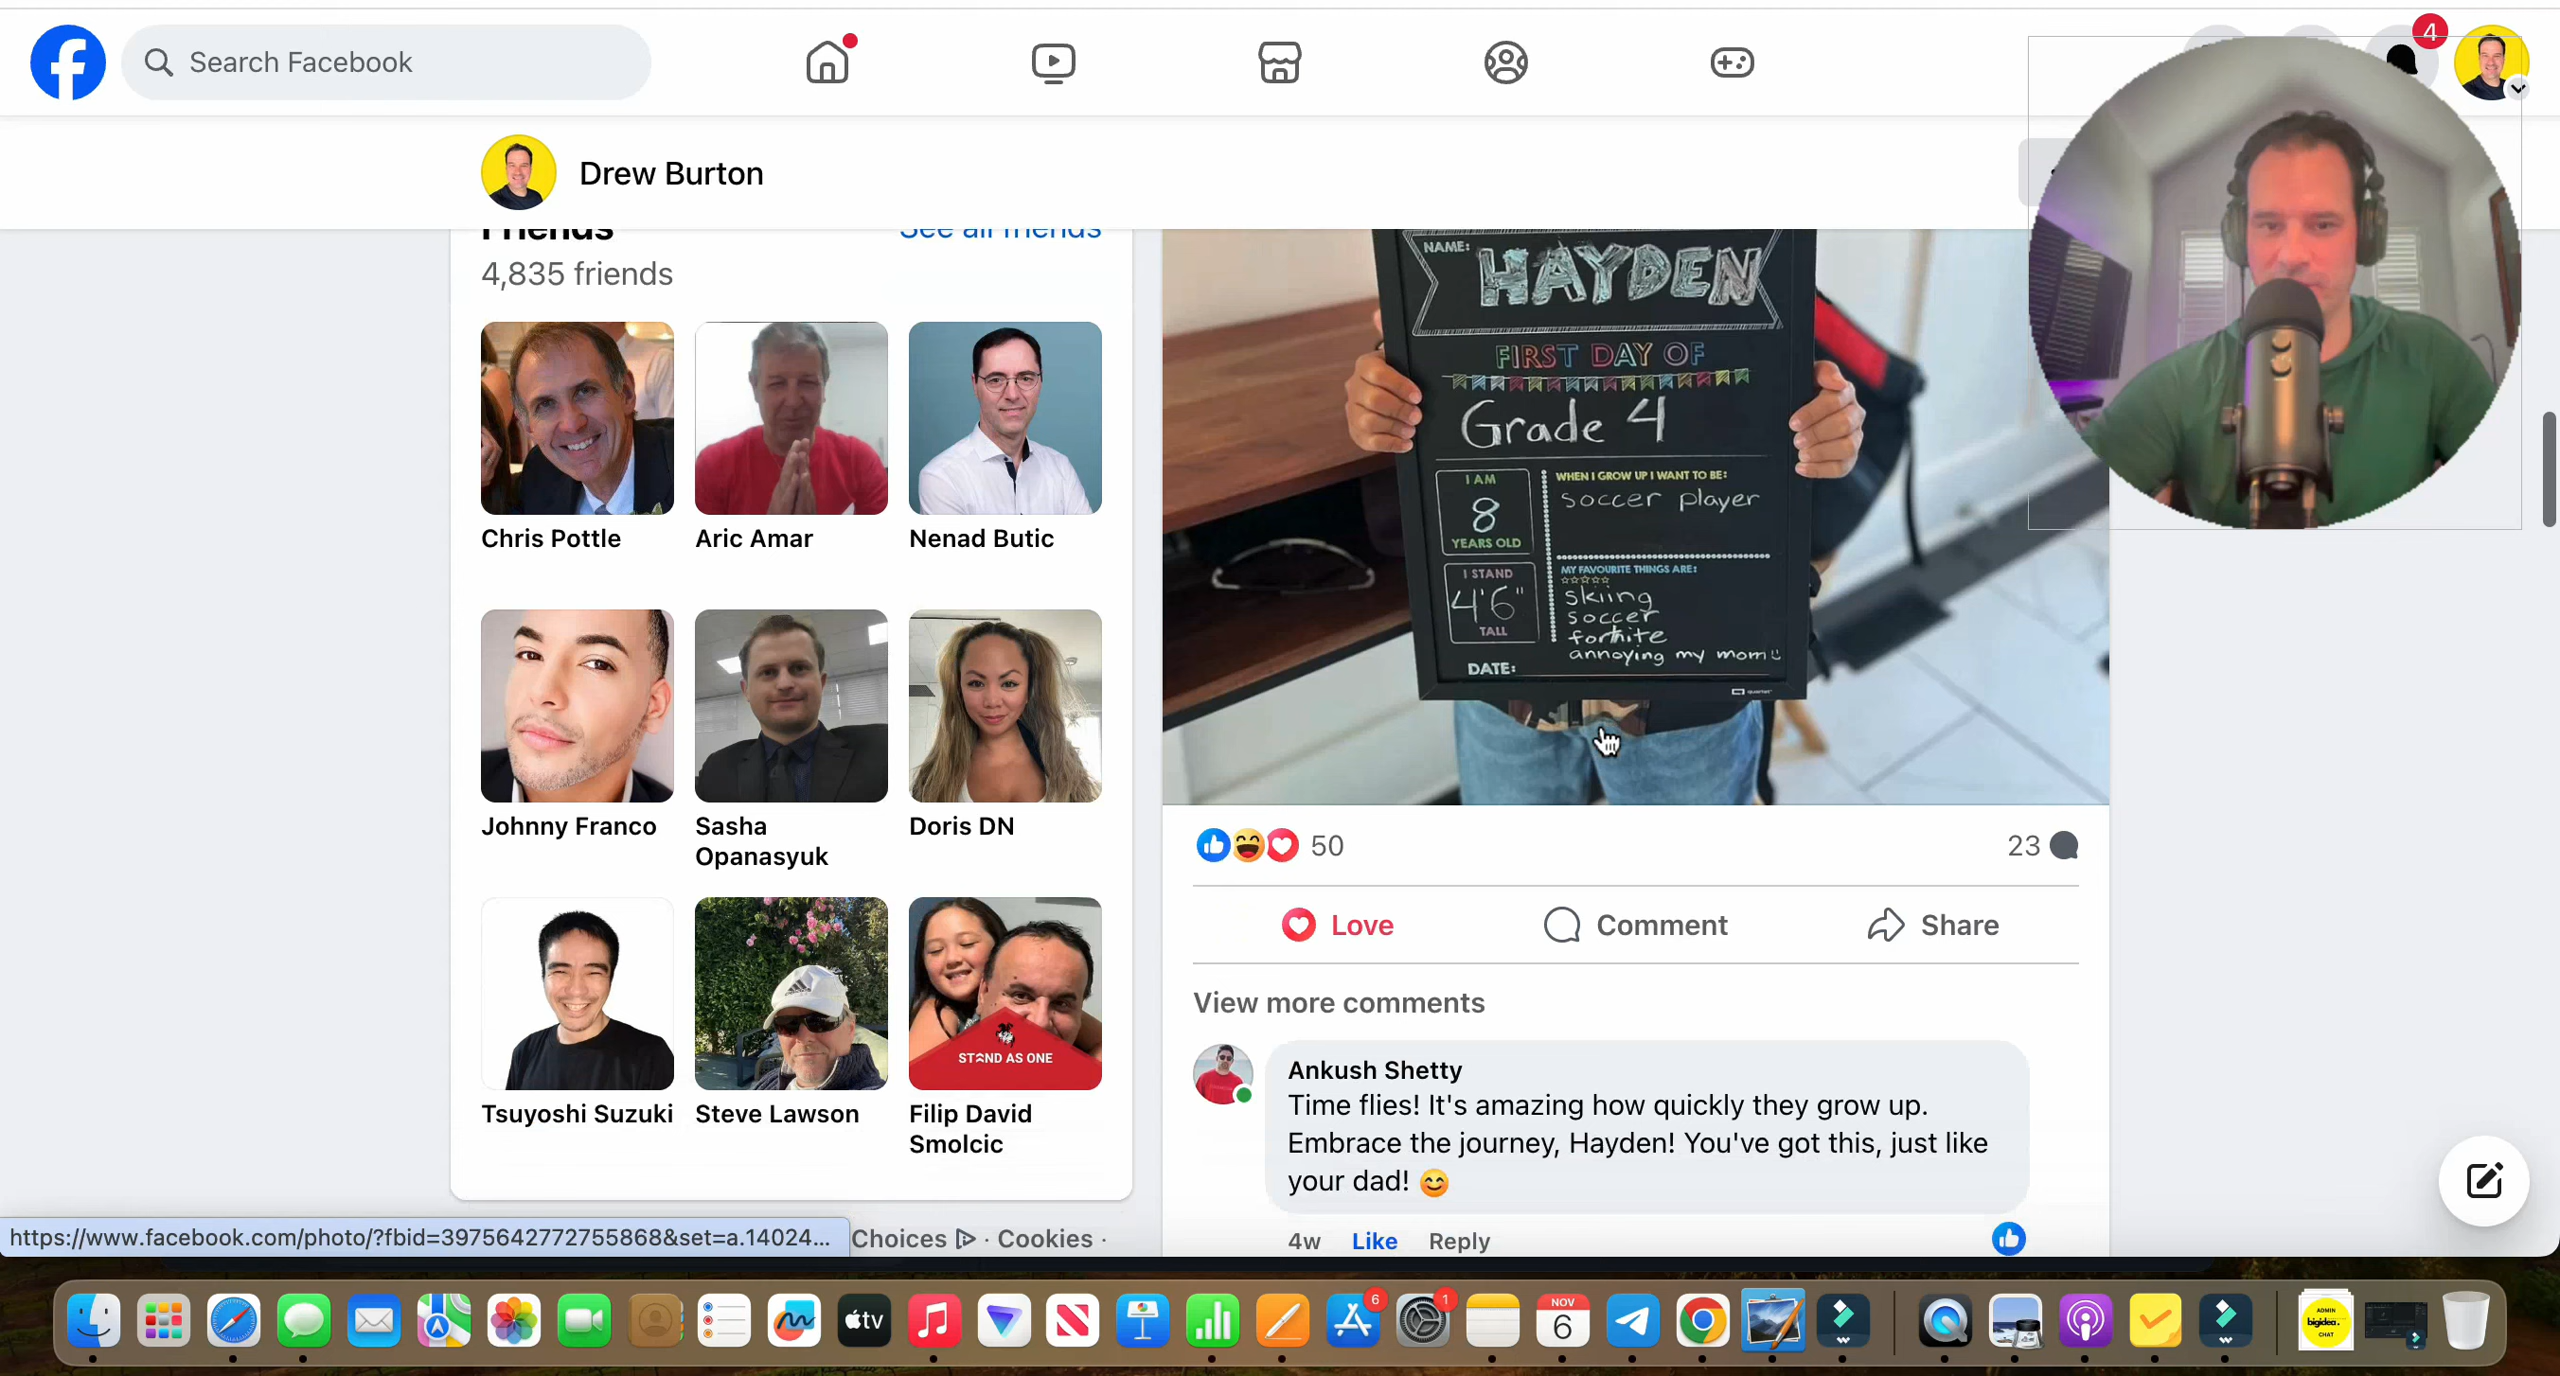 4
Search Facebook
Drew Burton
Friends
See all friends
4,835 friends
Chris Pottle
Aric Amar
Nenad Butic
Johnny Franco
Sasha
Opanasyuk
Doris DN
STAND AS ONE
Tsuyoshi Suzuki
Steve Lawson
Filip David
Smolcic
Choices · Cookies ·
NAME:
HAYDEN
FIRST DAY OF
Grade 4
I AM
8
YEARS OLD
WHEN I GROW UP I WANT TO BE:
soccer player
I STAND
4'6"
TALL
MY FAVOURITE THINGS ARE:
skiing
soccer
fortnite
annoying my mom
DATE:
50
23
Love
Comment
Share
View more comments
Ankush Shetty
Time flies! It's amazing how quickly they grow up.
Embrace the journey, Hayden! You've got this, just like
your dad! 😊
4w Like Reply
https://www.facebook.com/photo/?fbid=3975642772755868&set=a.14024...
tv
6
1
NOV
6
ADMIN
bigidea.
CHAT